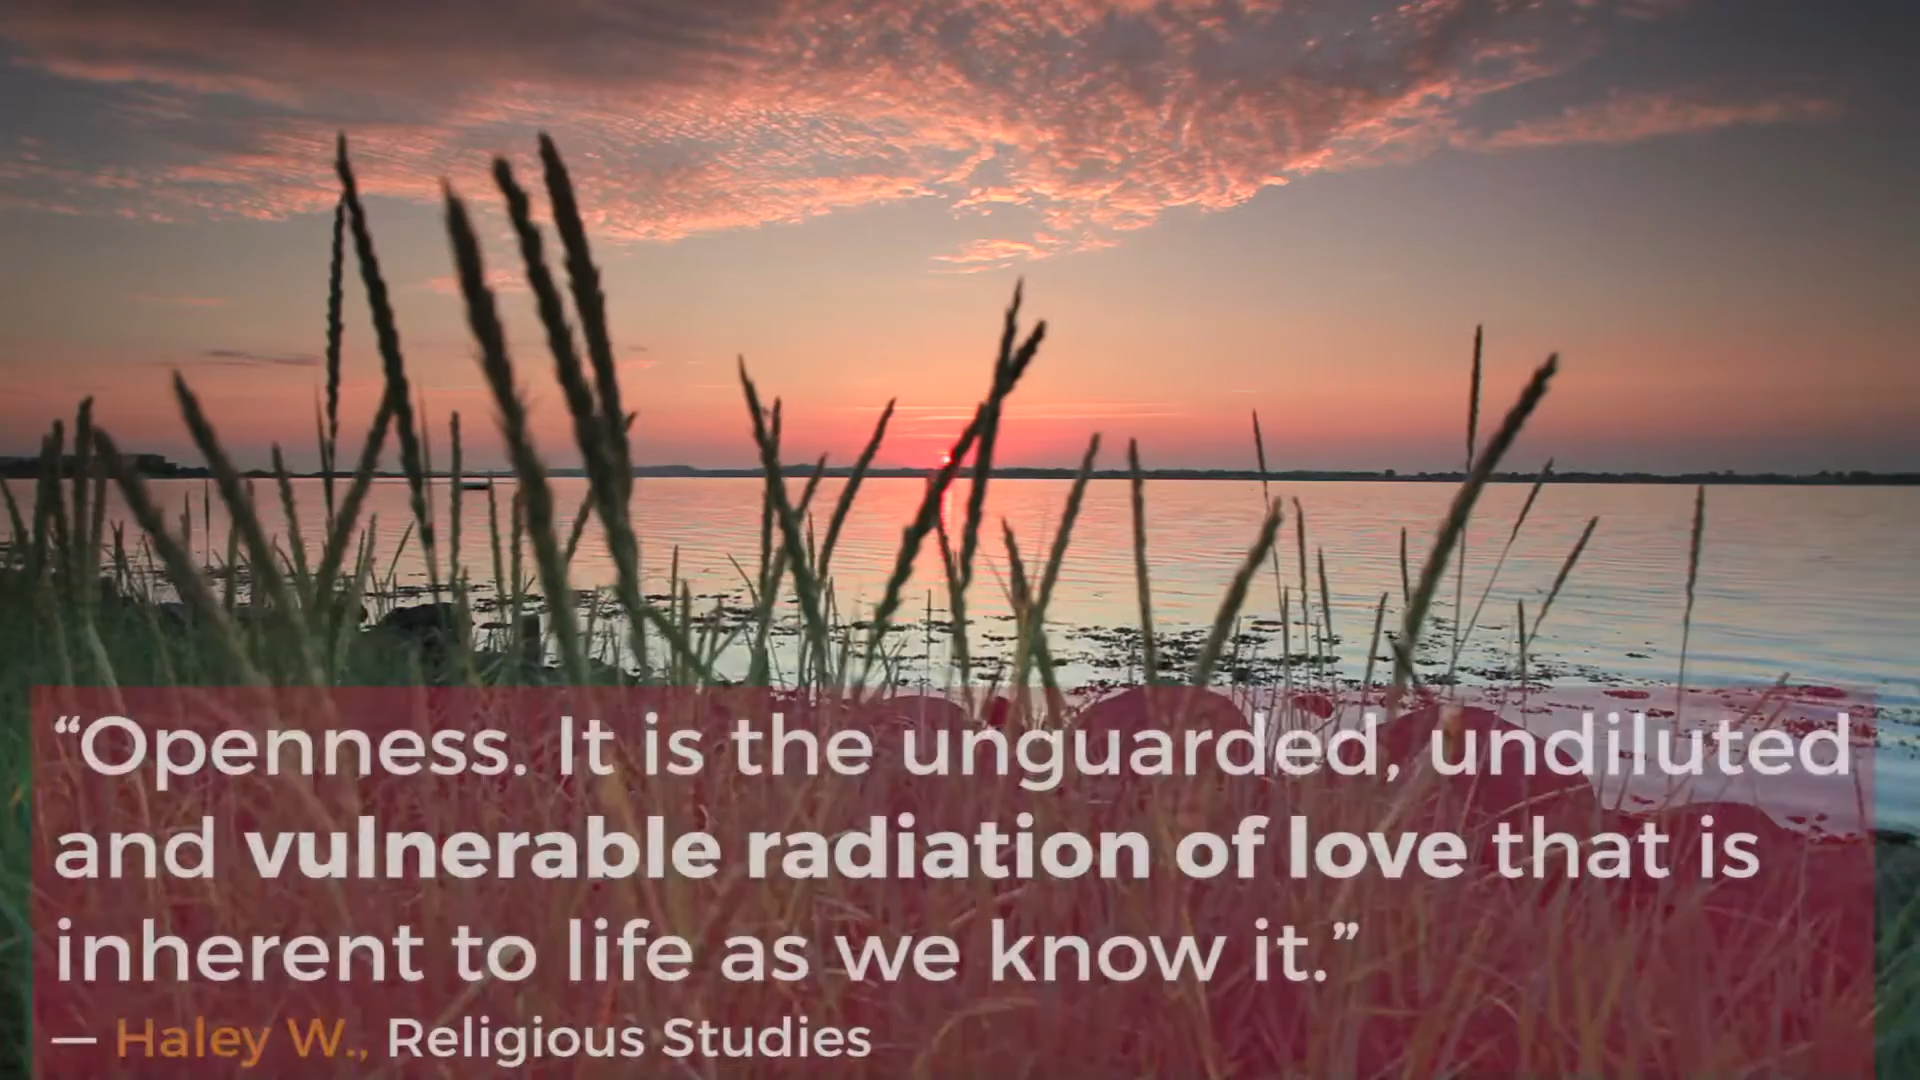 “Openness. It is the unguarded, undiluted
and vulnerable radiation of love that is
inherent to life as we know it.”
— Haley W., Religious Studies